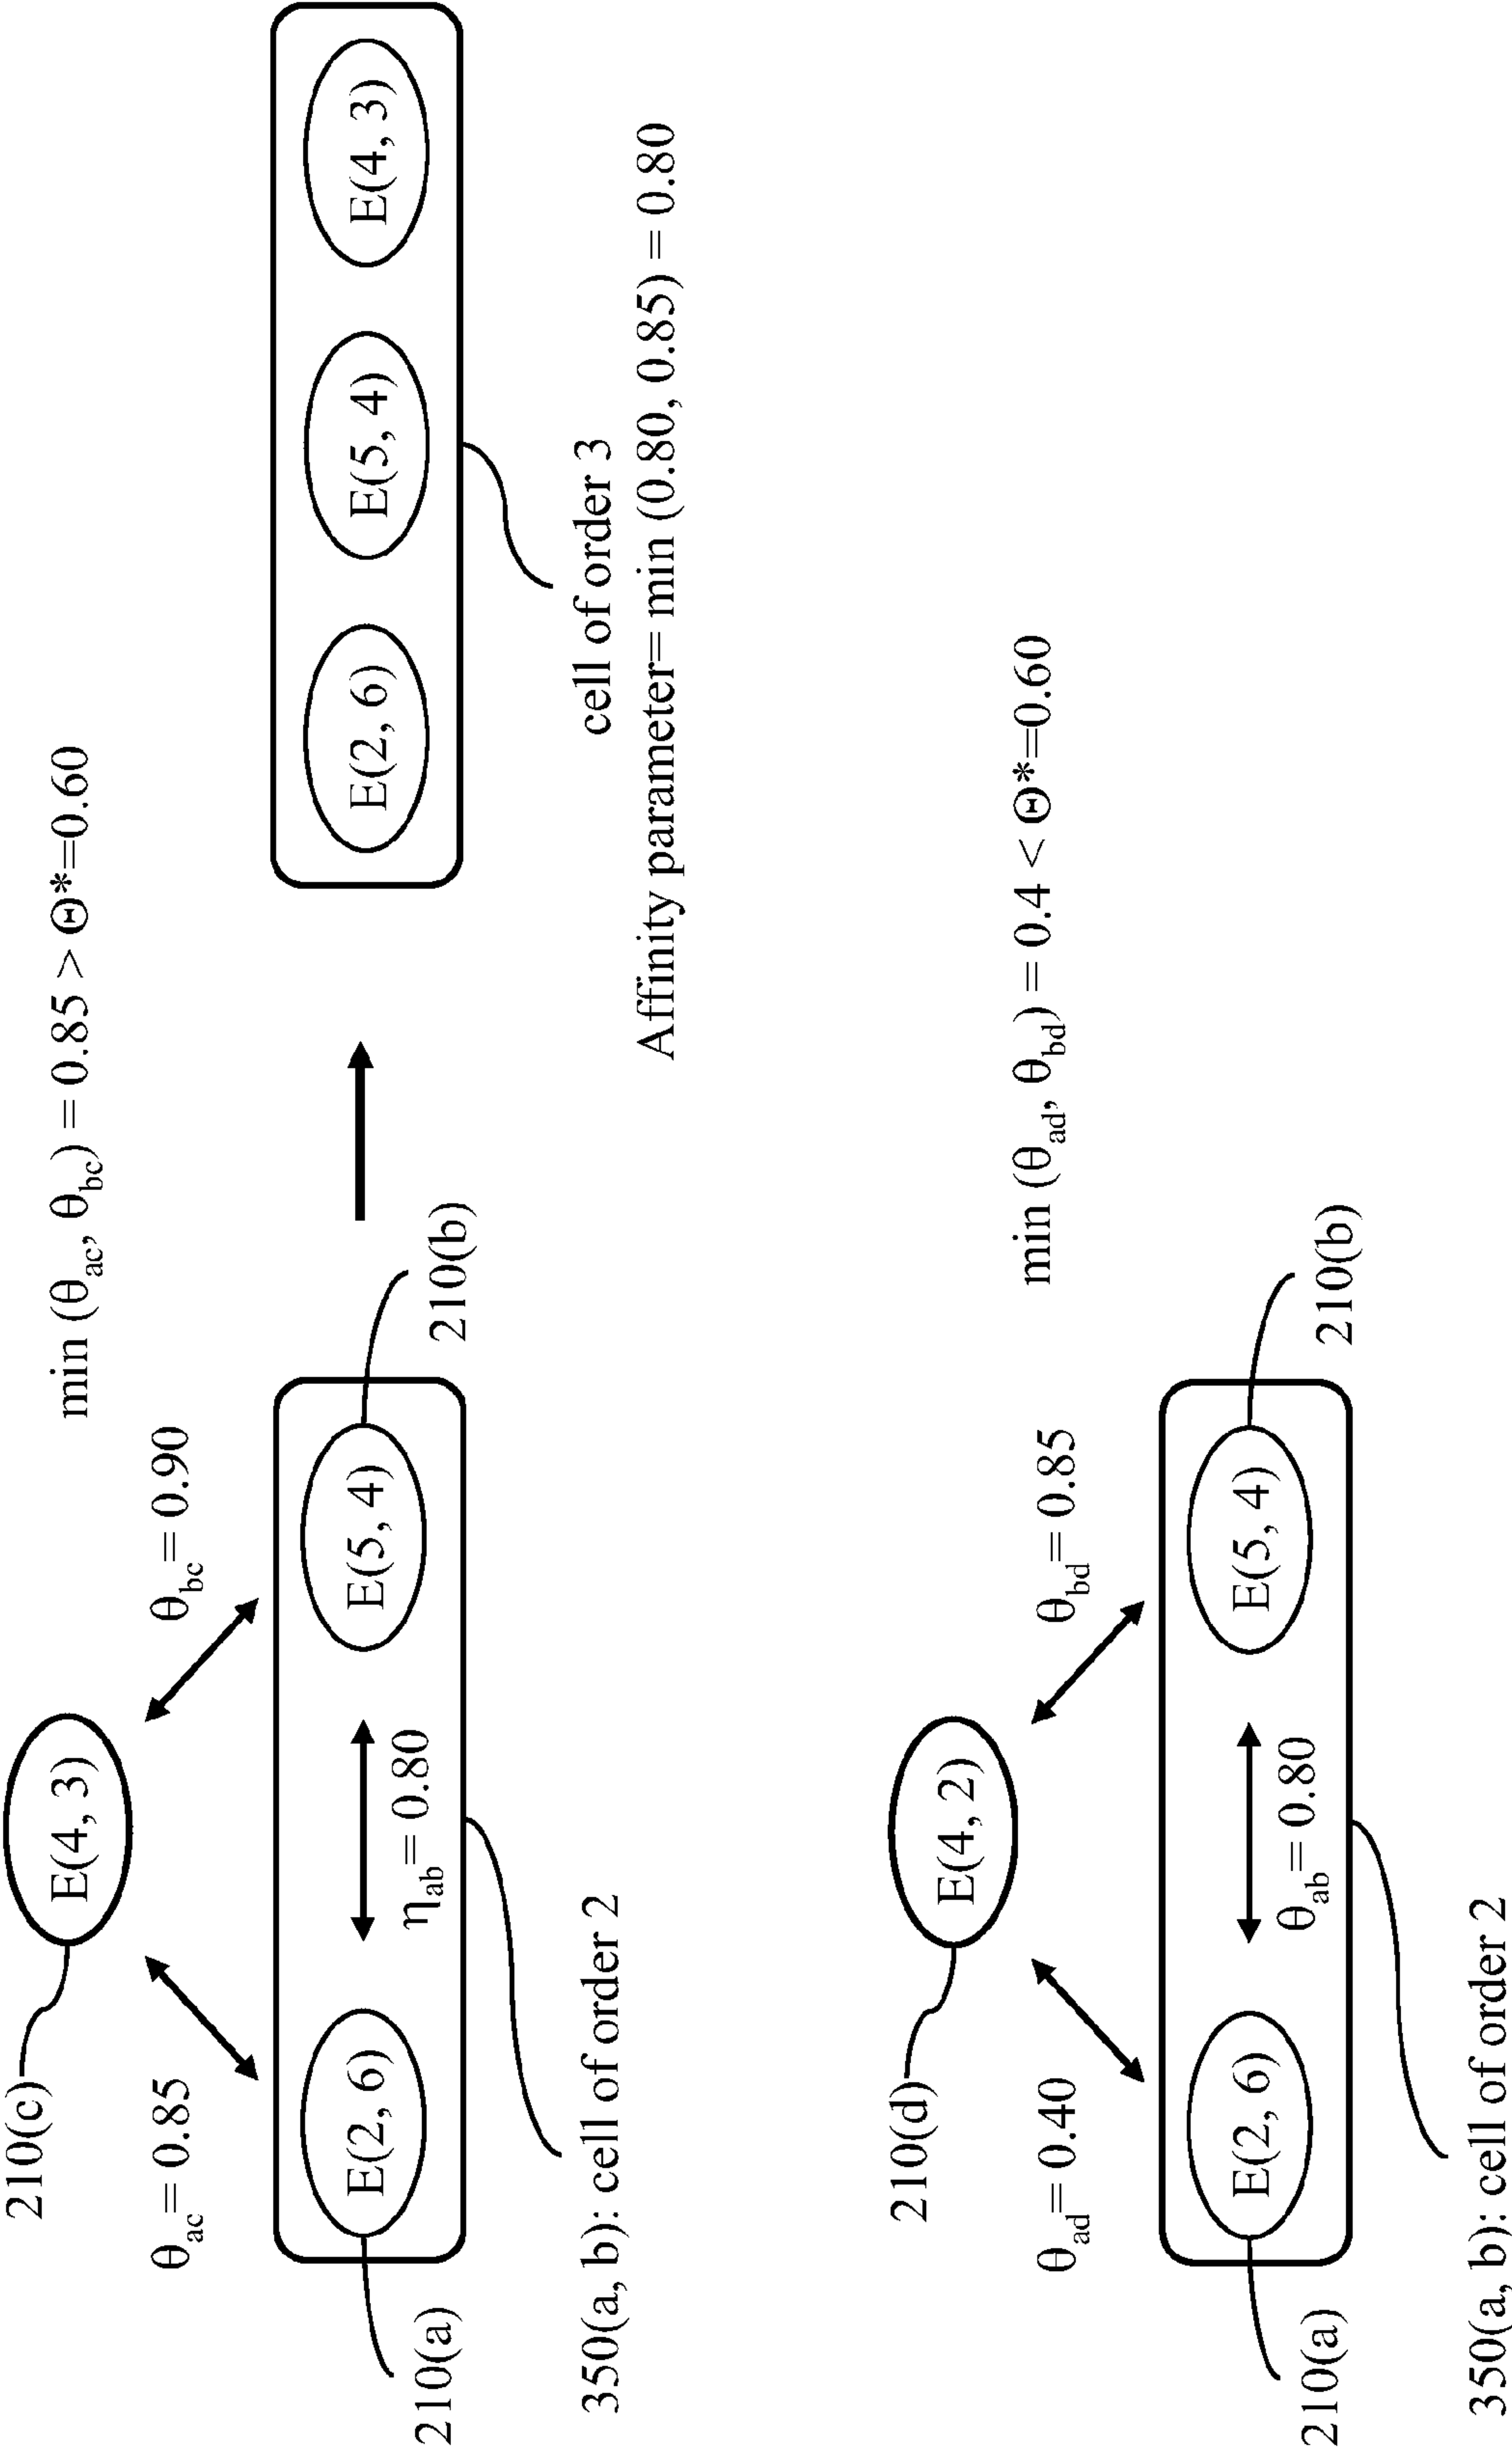 210(c)
E(4, 3)
min (θac, θbc) = 0.85 > Θ*=0.60
θac = 0.85
θbc = 0.90
E(2, 6)
E(5, 4)
ηab = 0.80
210(a)
210(b)
350(a, b): cell of order 2
E(2, 6)
E(5, 4)
E(4, 3)
cell of order 3
Affinity parameter= min (0.80, 0.85) = 0.80
210(d)
E(4, 2)
min (θad, θbd) = 0.4 < Θ*=0.60
θad = 0.40
θbd = 0.85
E(2, 6)
E(5, 4)
θab = 0.80
210(a)
210(b)
350(a, b): cell of order 2